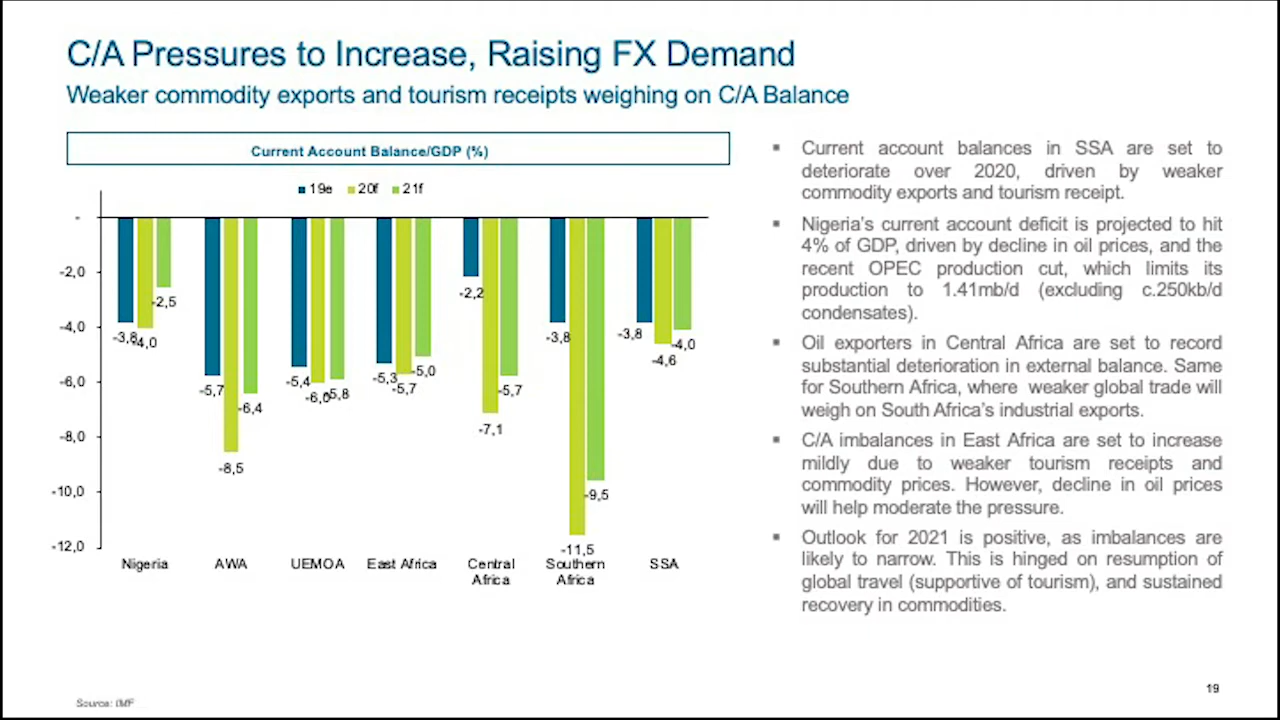 C/A Pressures to Increase, Raising FX Demand
Weaker commodity exports and tourism receipts weighing on C/A Balance
Current Account Balance/GDP (%)
19e 20f 21f
-
-2,0
-4,0
-6,0
-8,0
-10,0
-12,0
-3,8
-4,0
-2,5
-5,7
-8,5
-6,4
-5,4
-6,0
-5,8
-5,3
-5,7
-5,0
-2,2
-7,1
-5,7
-3,8
-11,5
-9,5
-3,8
-4,6
-4,0
Nigeria
AWA
UEMOA
East Africa
Central
Africa
Southern
Africa
SSA
▪ Current account balances in SSA are set to
deteriorate over 2020, driven by weaker
commodity exports and tourism receipt.
▪ Nigeria's current account deficit is projected to hit
4% of GDP, driven by decline in oil prices, and the
recent OPEC production cut, which limits its
production to 1.41mb/d (excluding c.250kb/d
condensates).
▪ Oil exporters in Central Africa are set to record
substantial deterioration in external balance. Same
for Southern Africa, where weaker global trade will
weigh on South Africa's industrial exports.
▪ C/A imbalances in East Africa are set to increase
mildly due to weaker tourism receipts and
commodity prices. However, decline in oil prices
will help moderate the pressure.
▪ Outlook for 2021 is positive, as imbalances are
likely to narrow. This is hinged on resumption of
global travel (supportive of tourism), and sustained
recovery in commodities.
Source: IMF
19